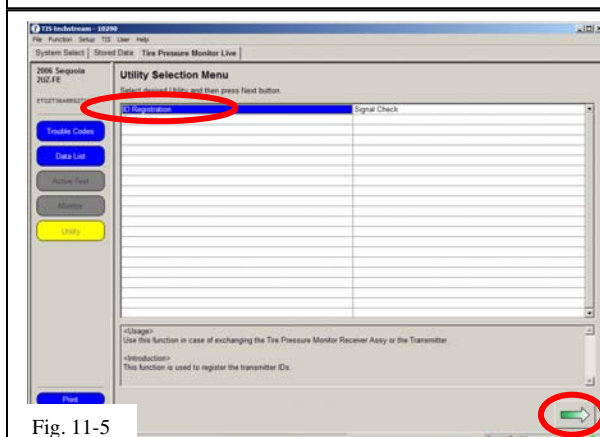 TIS techstream - 10290
File Function Setup TIS User Help
System Select Stored Data Tire Pressure Monitor Live
2006 Sequoia
2UZ-FE
Utility Selection Menu
Select desired Utility and then press Next button.
ID Registration Signal Check
Trouble Codes
Data List
Active Test
Monitor
Utility
<Usage>
Use this function in case of exchanging the Tire Pressure Monitor Receiver Assy or the Transmitter.
<Introduction>
This function is used to register the transmitter IDs.
Print
Fig. 11-5